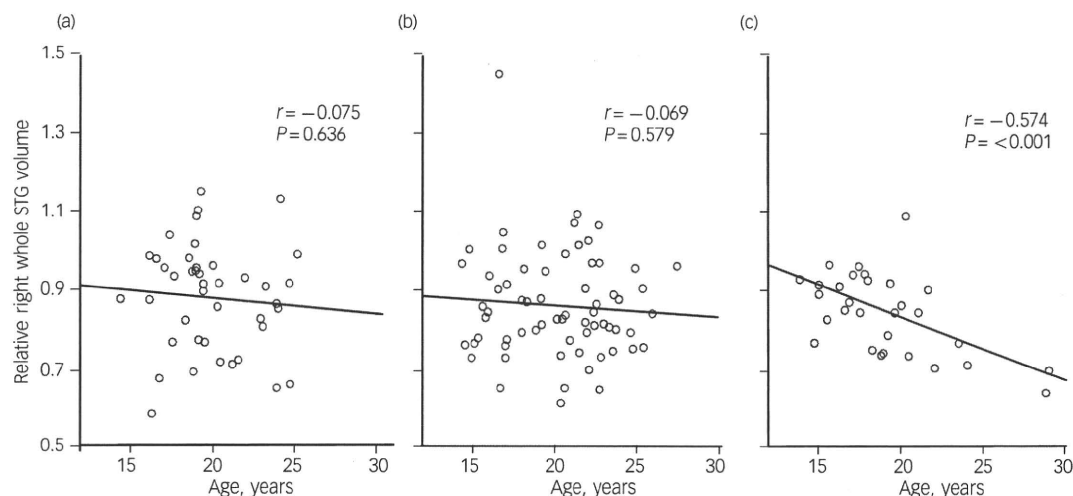 (a)
(b)
(c)
Relative right whole STG volume
1.5
1.3
1.1
0.9
0.7
0.5
r= −0.075
P=0.636
r= −0.069
P=0.579
r= −0.574
P= <0.001
15 20 25 30
15 20 25 30
15 20 25 30
Age, years
Age, years
Age, years